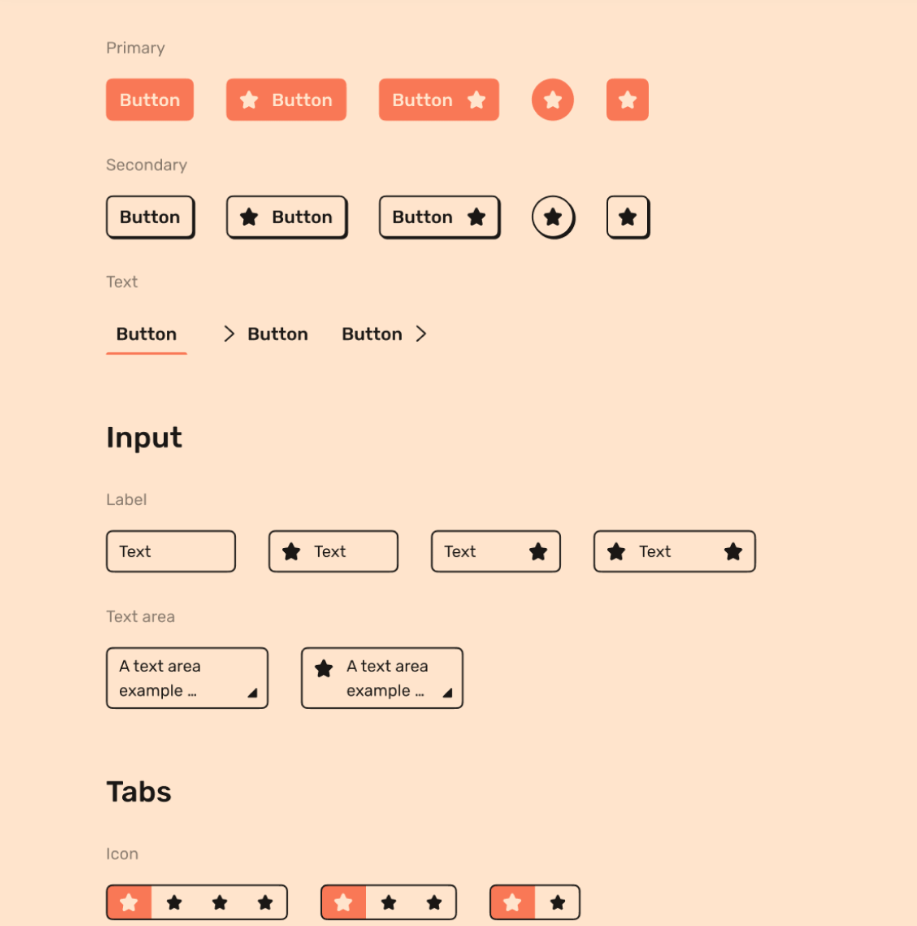 Primary
Button Button Button
Secondary
Button Button Button
Text
Button Button Button
Input
Label
Text Text Text Text
Text area
A text area A text area
example ... example ...
Tabs
Icon